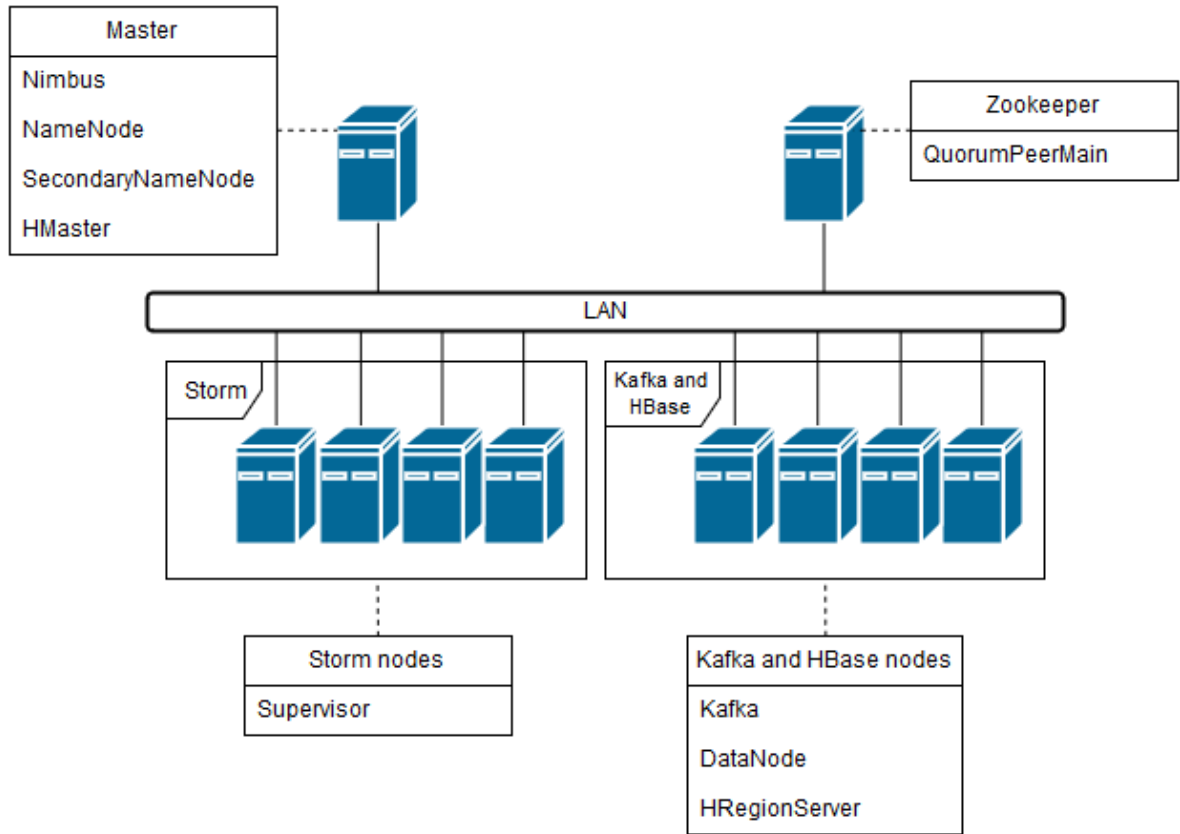 Master
Nimbus
NameNode
SecondaryNameNode
HMaster
Zookeeper
QuorumPeerMain
LAN
Storm
Kafka and
HBase
Storm nodes
Supervisor
Kafka and HBase nodes
Kafka
DataNode
HRegionServer